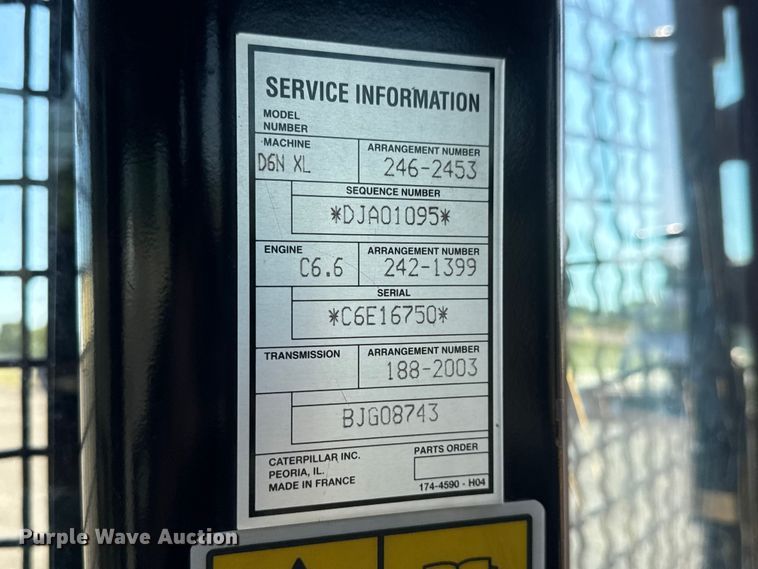 SERVICE INFORMATION
MODEL
NUMBER
MACHINE
D6N XL
ARRANGEMENT NUMBER
246-2453
SEQUENCE NUMBER
*DJA01095*
ENGINE
C6.6
ARRANGEMENT NUMBER
242-1399
SERIAL
*C6E16750*
TRANSMISSION
ARRANGEMENT NUMBER
188-2003
BJG08743
CATERPILLAR INC.
PEORIA, IL.
MADE IN FRANCE
PARTS ORDER
174-4590 - H04
Purple Wave Auction